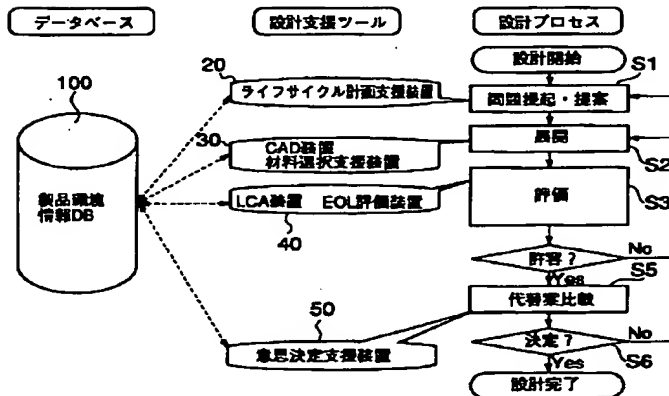 データベース
設計支援ツール
設計プロセス
設計開始
S1
20
ライフサイクル計画支援装置
問題提起・提案
100
30
CAD装置
材料選択支援装置
展開
S2
製品環境
情報DB
LCA装置 EOL評価装置
40
評価
S3
許容?
No
Yes
S5
代替案比較
50
意思決定支援装置
決定?
No
S6
Yes
設計完了